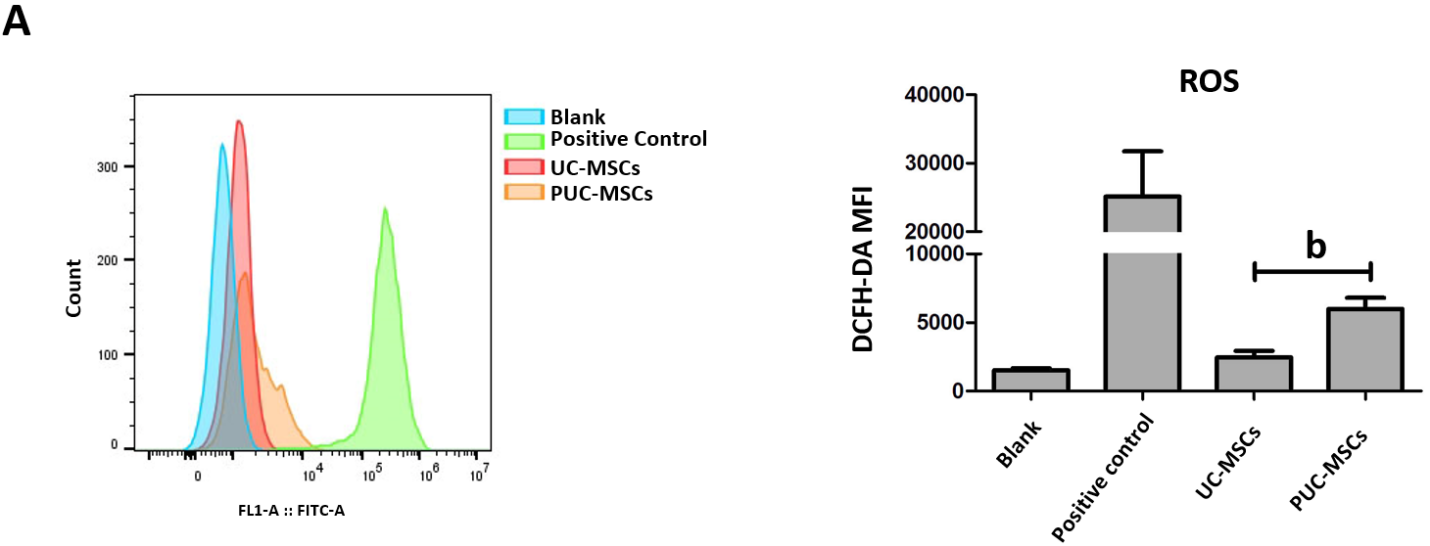 A
Blank
Positive Control
UC-MSCs
PUC-MSCs
300
200
100
0
Count
0
10^4
10^5
10^6
10^7
FL1-A :: FITC-A
ROS
40000
30000
20000
10000
5000
0
DCFH-DA MFI
b
Blank
Positive control
UC-MSCs
PUC-MSCs